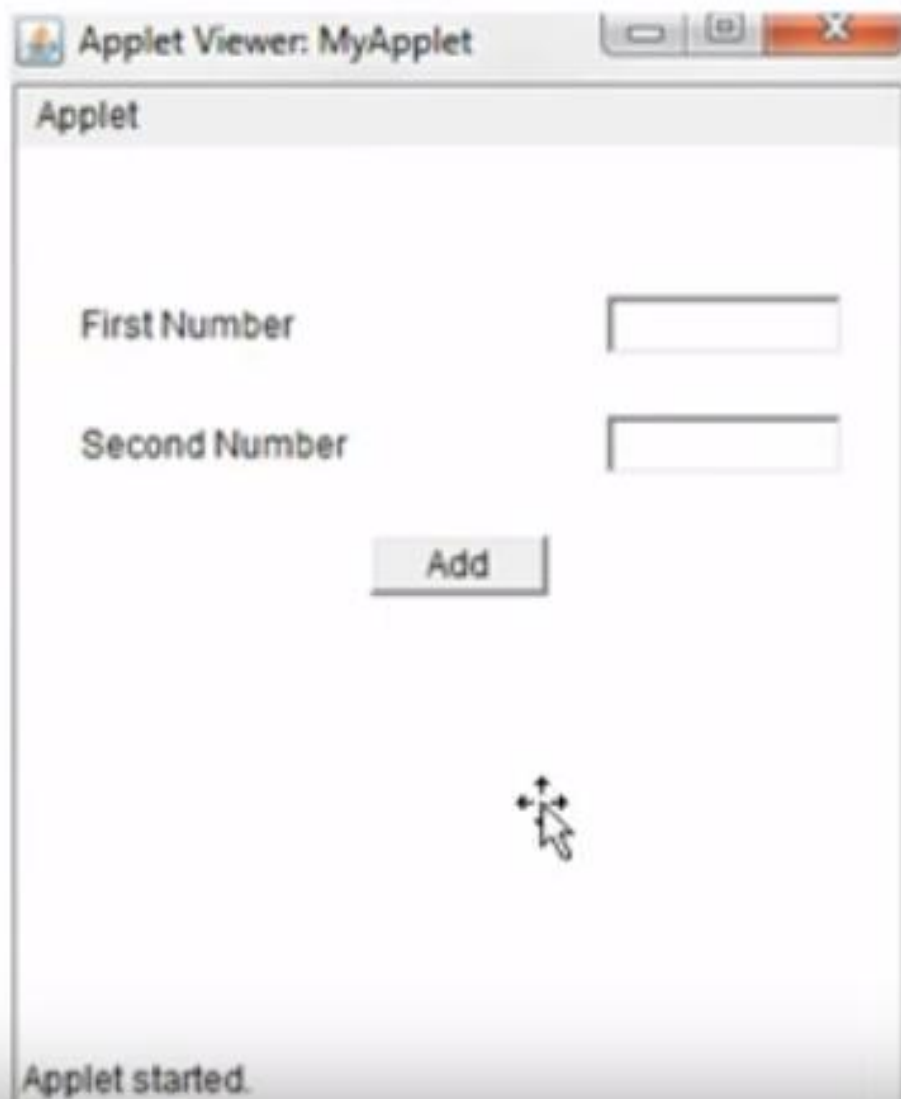 Applet Viewer: MyApplet
Applet
First Number
Second Number
Add
Applet started.